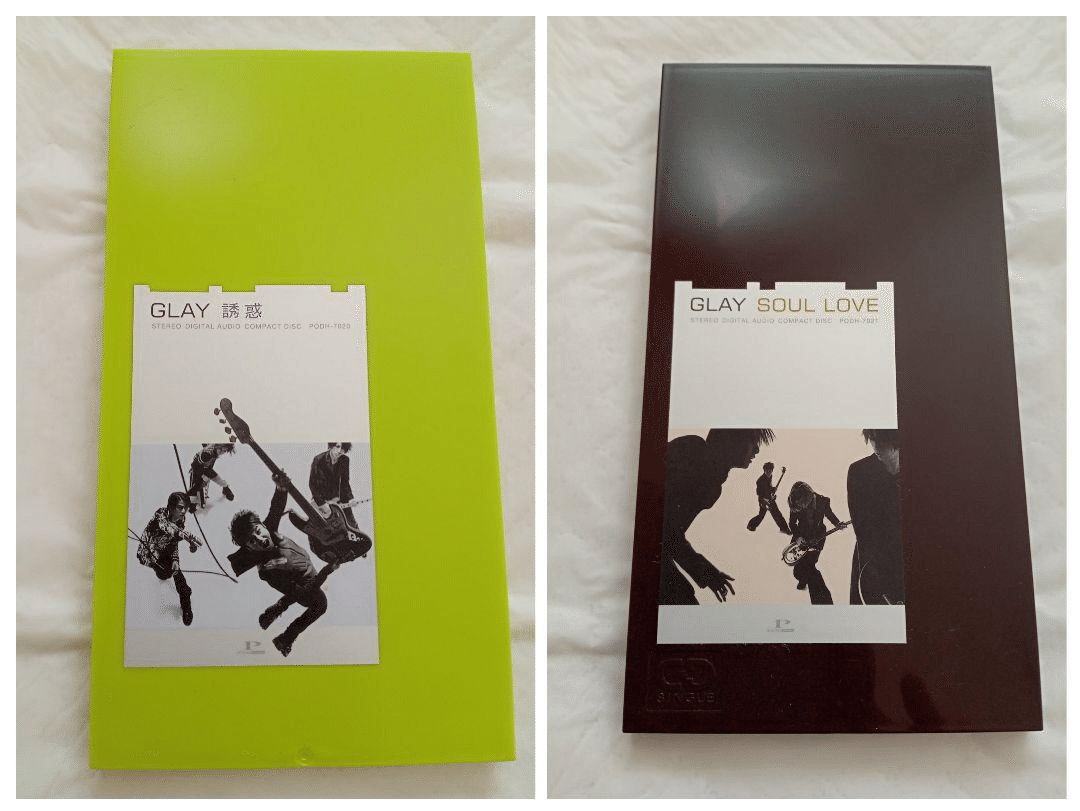 GLAY 誘惑
STEREO DIGITAL AUDIO COMPACT DISC PODH-7020
P
GLAY SOUL LOVE
STEREO DIGITAL AUDIO COMPACT DISC PODH-7021
P
CD
SINGLE